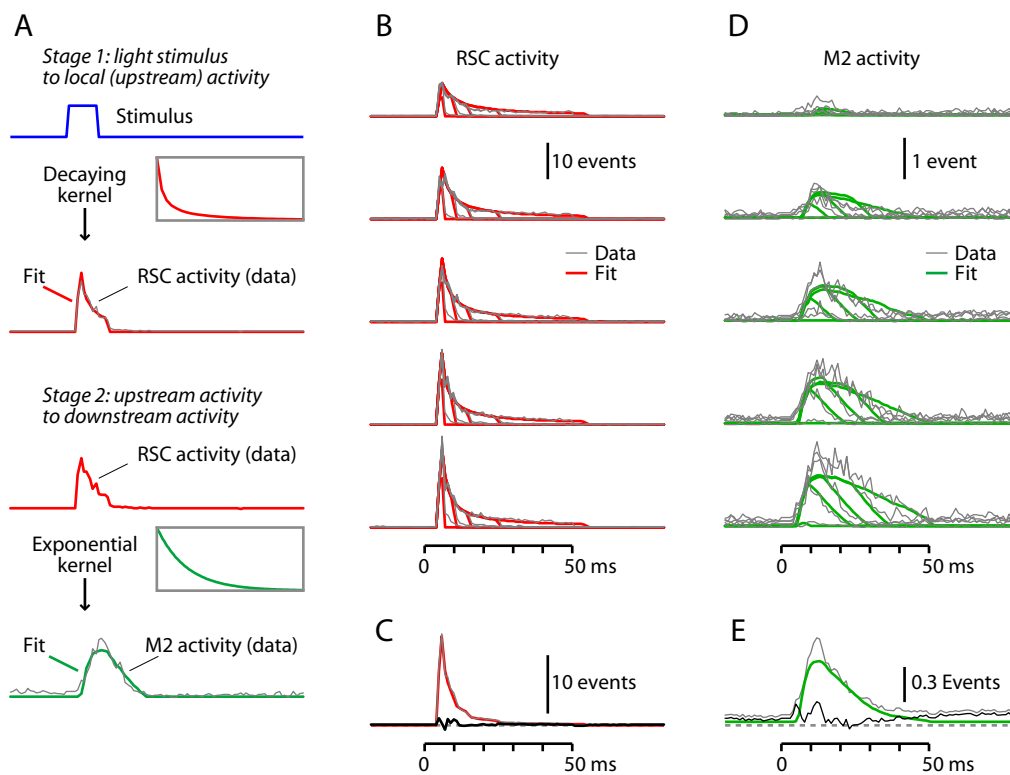 A
Stage 1: light stimulus
to local (upstream) activity
Stimulus
Decaying
kernel
Fit
RSC activity (data)
Stage 2: upstream activity
to downstream activity
RSC activity (data)
Exponential
kernel
Fit
M2 activity (data)
B
RSC activity
10 events
Data
Fit
0
50 ms
C
10 events
0
50 ms
D
M2 activity
1 event
Data
Fit
0
50 ms
E
0.3 Events
0
50 ms